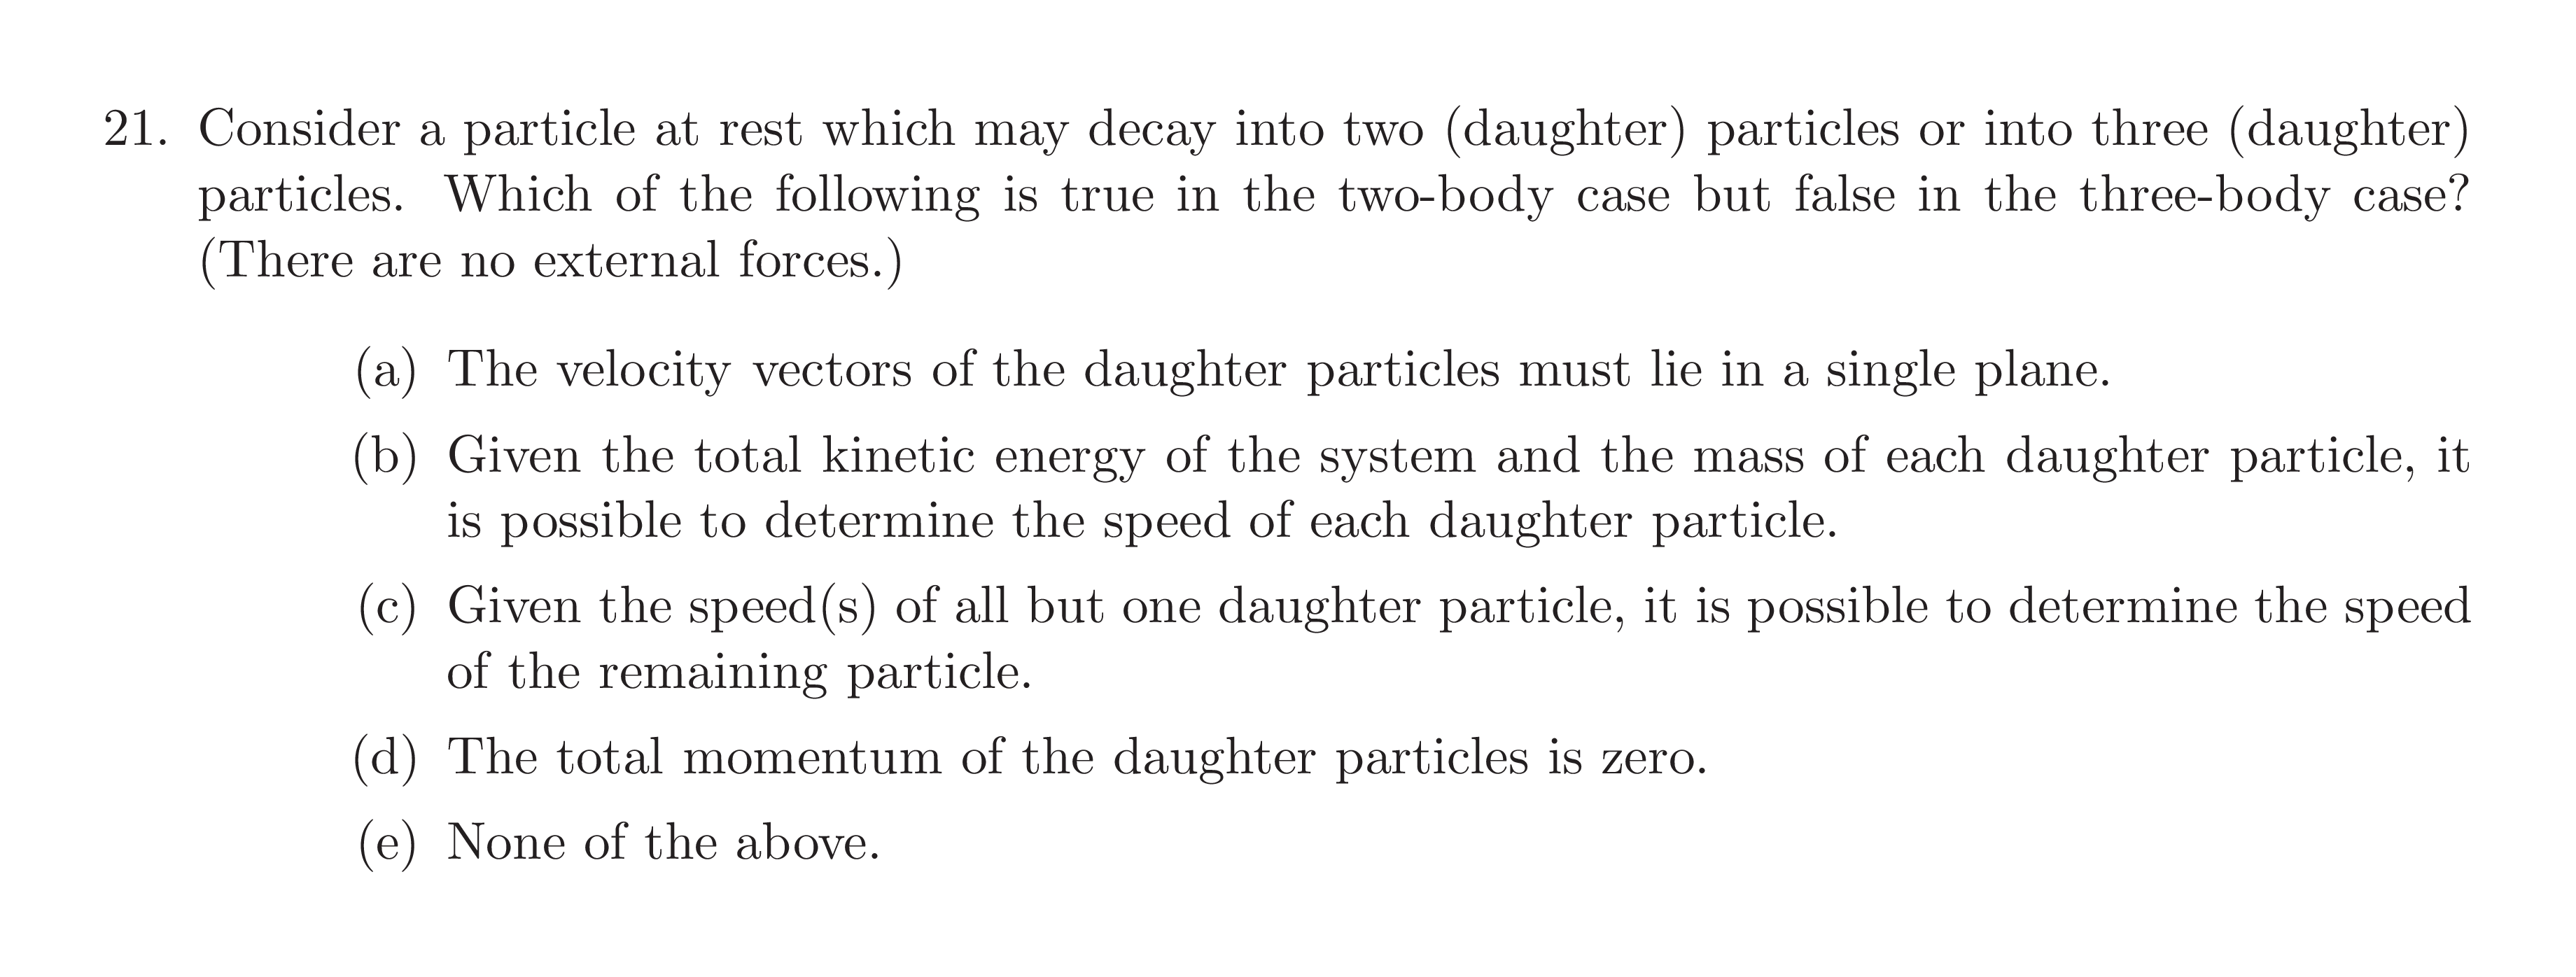 21. Consider a particle at rest which may decay into two (daughter) particles or into three (daughter)
particles. Which of the following is true in the two-body case but false in the three-body case?
(There are no external forces.)
(a) The velocity vectors of the daughter particles must lie in a single plane.
(b) Given the total kinetic energy of the system and the mass of each daughter particle, it
is possible to determine the speed of each daughter particle.
(c) Given the speed(s) of all but one daughter particle, it is possible to determine the speed
of the remaining particle.
(d) The total momentum of the daughter particles is zero.
(e) None of the above.